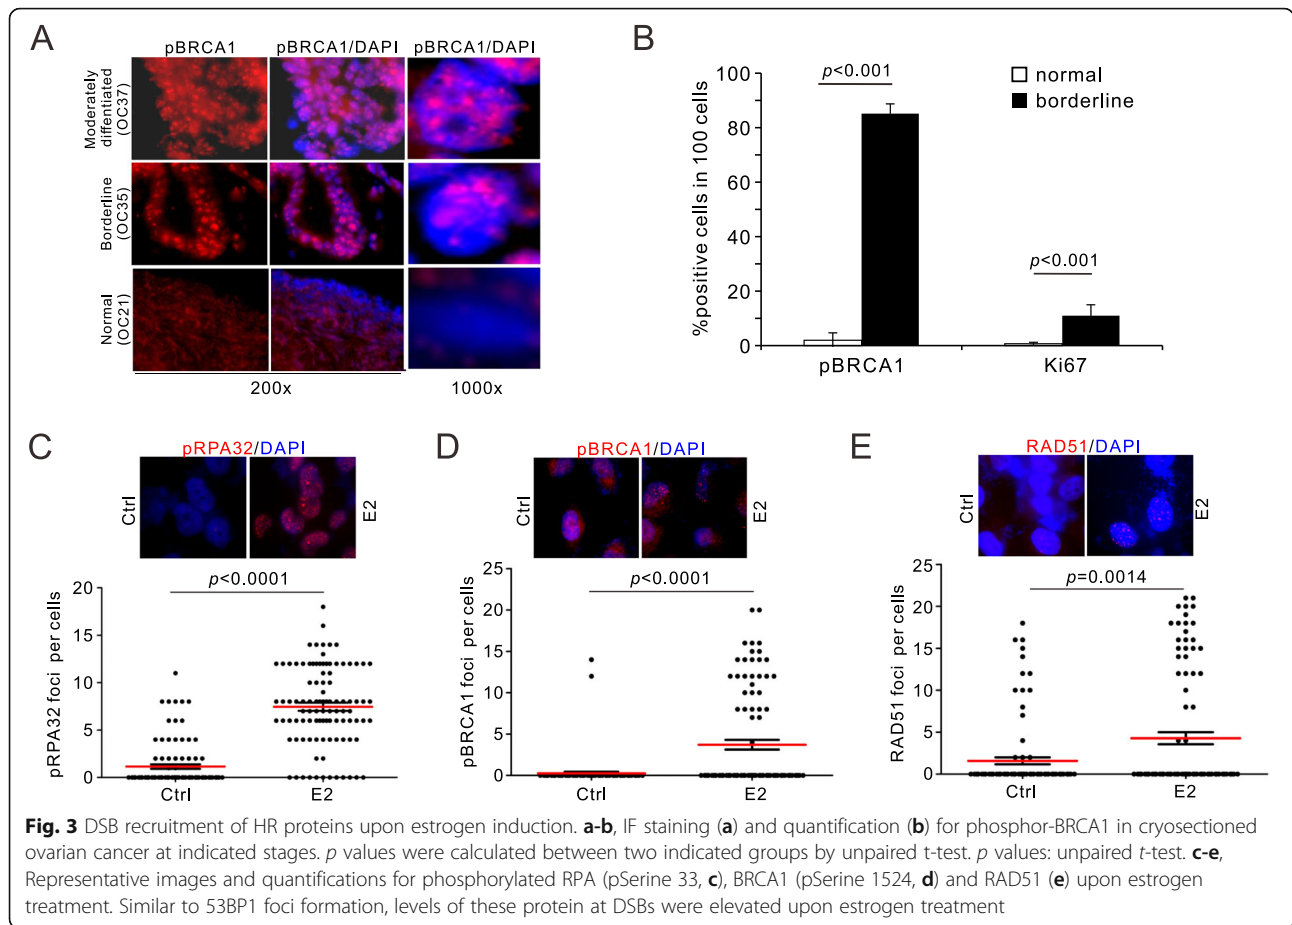 A
pBRCA1 pBRCA1/DAPI pBRCA1/DAPI
Moderately
diffentiated
(OC37)
Borderline
(OC35)
Normal
(OC21)
200x 1000x
B
%positive cells in 100 cells
100
80
60
40
20
0
p<0.001
p<0.001
normal
borderline
pBRCA1 Ki67
C
pRPA32/DAPI
Ctrl
E2
p<0.0001
pRPA32 foci per cells
20
15
10
5
0
Ctrl E2
D
pBRCA1/DAPI
Ctrl
E2
p<0.0001
pBRCA1 foci per cells
25
20
15
10
5
0
Ctrl E2
E
RAD51/DAPI
Ctrl
E2
p=0.0014
RAD51 foci per cells
25
20
15
10
5
0
Ctrl E2
Fig. 3 DSB recruitment of HR proteins upon estrogen induction. a-b, IF staining (a) and quantification (b) for phosphor-BRCA1 in cryosectioned
ovarian cancer at indicated stages. p values were calculated between two indicated groups by unpaired t-test. p values: unpaired t-test. c-e,
Representative images and quantifications for phosphorylated RPA (pSerine 33, c), BRCA1 (pSerine 1524, d) and RAD51 (e) upon estrogen
treatment. Similar to 53BP1 foci formation, levels of these protein at DSBs were elevated upon estrogen treatment